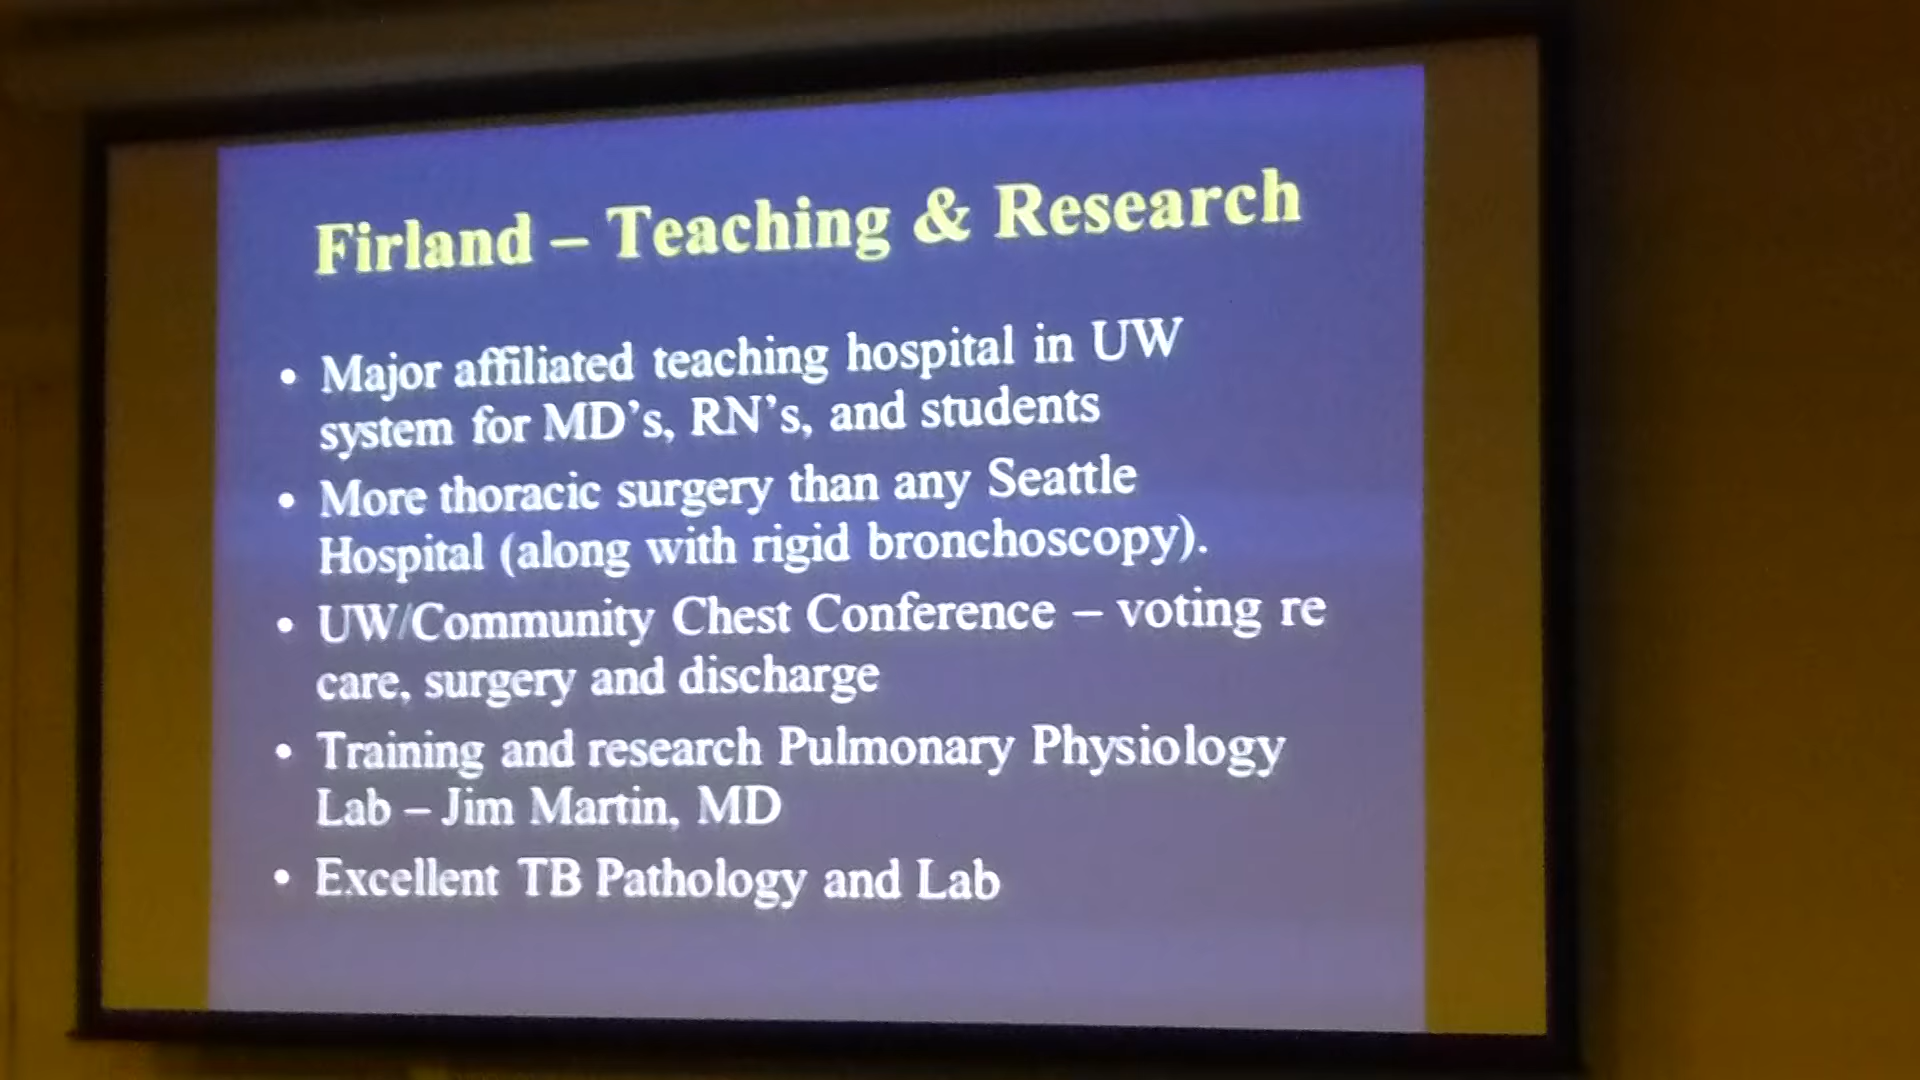 Firland – Teaching & Research
• Major affiliated teaching hospital in UW
system for MD’s, RN’s, and students
• More thoracic surgery than any Seattle
Hospital (along with rigid bronchoscopy).
• UW/Community Chest Conference – voting re
care, surgery and discharge
• Training and research Pulmonary Physiology
Lab – Jim Martin, MD
• Excellent TB Pathology and Lab